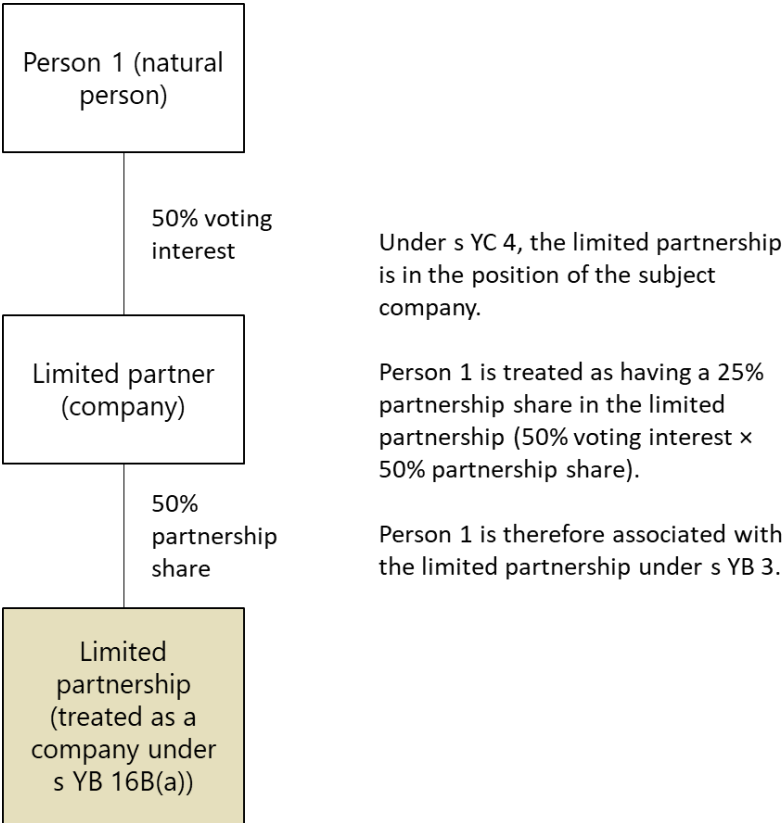 Person 1 (natural
person)
50% voting
interest
Under s YC 4, the limited partnership
is in the position of the subject
company.
Limited partner
(company)
Person 1 is treated as having a 25%
partnership share in the limited
partnership (50% voting interest ×
50% partnership share).
50%
partnership
share
Person 1 is therefore associated with
the limited partnership under s YB 3.
Limited
partnership
(treated as a
company under
s YB 16B(a))